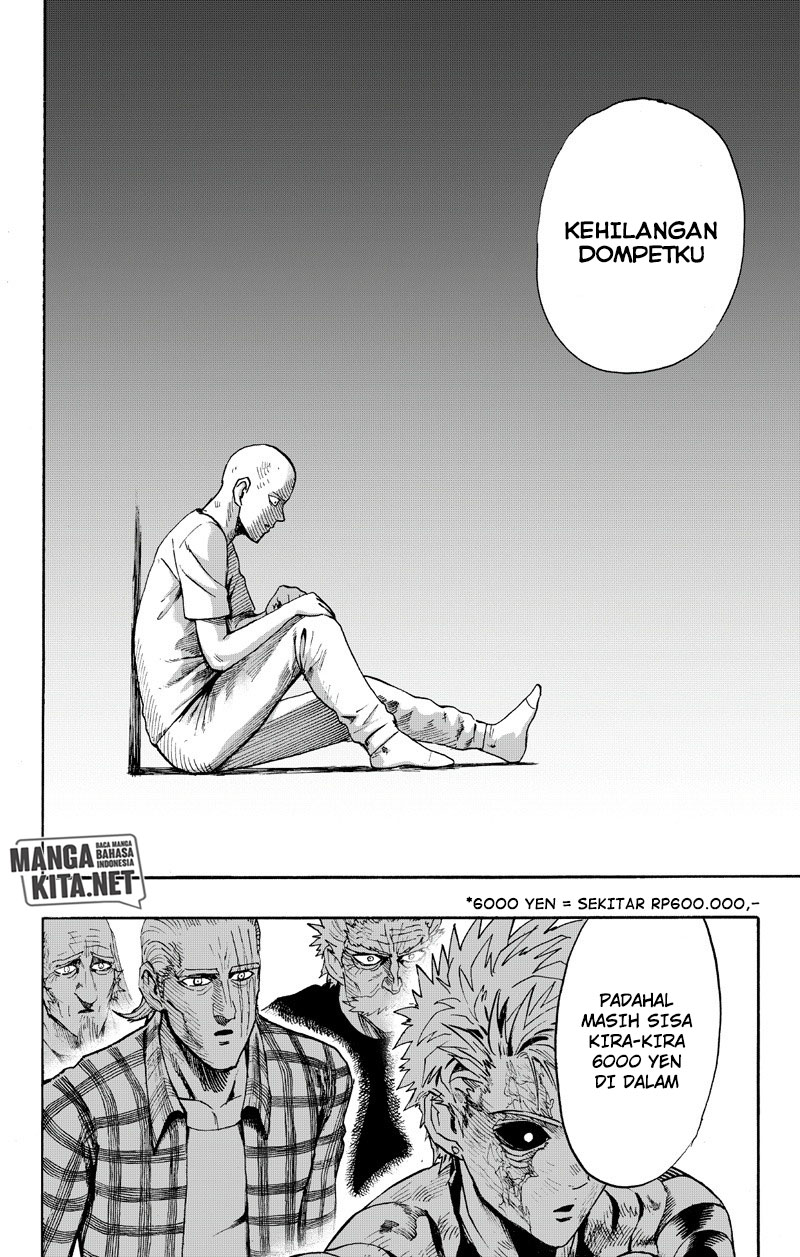 KEHILANGAN
DOMPETKU
MANGA
KITA.NET
BACA MANGA
BAHASA
INDONESIA
*6000 YEN = SEKITAR RP600.000,-
PADAHAL
MASIH SISA
KIRA-KIRA
6000 YEN
DI DALAM